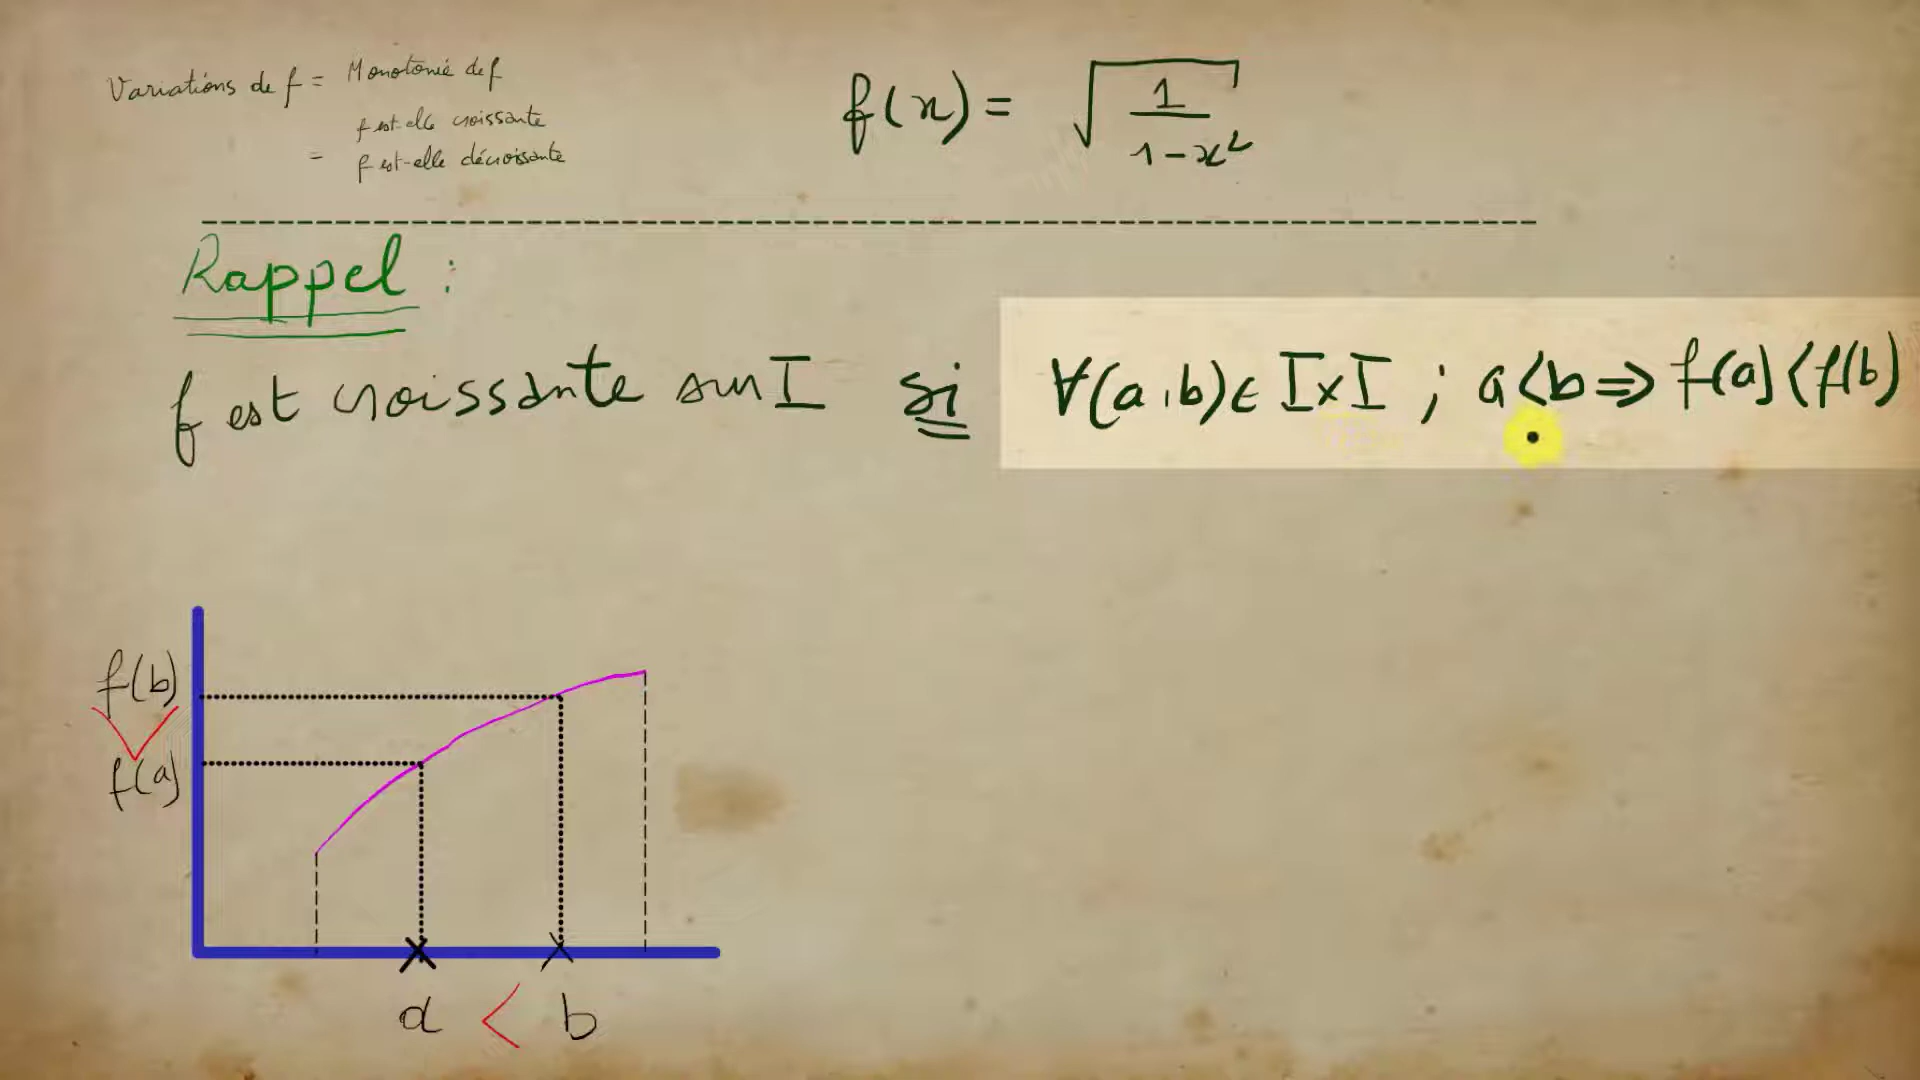 Variations de f = Monotonie de f
f est-elle croissante
= f est-elle décroissante
f(x) = √(1/(1-x²))
Rappel :
f est croissante sur I si ∀(a,b)∈ I×I ; a<b ⇒ f(a)<f(b)
f(b)
f(a)
a < b